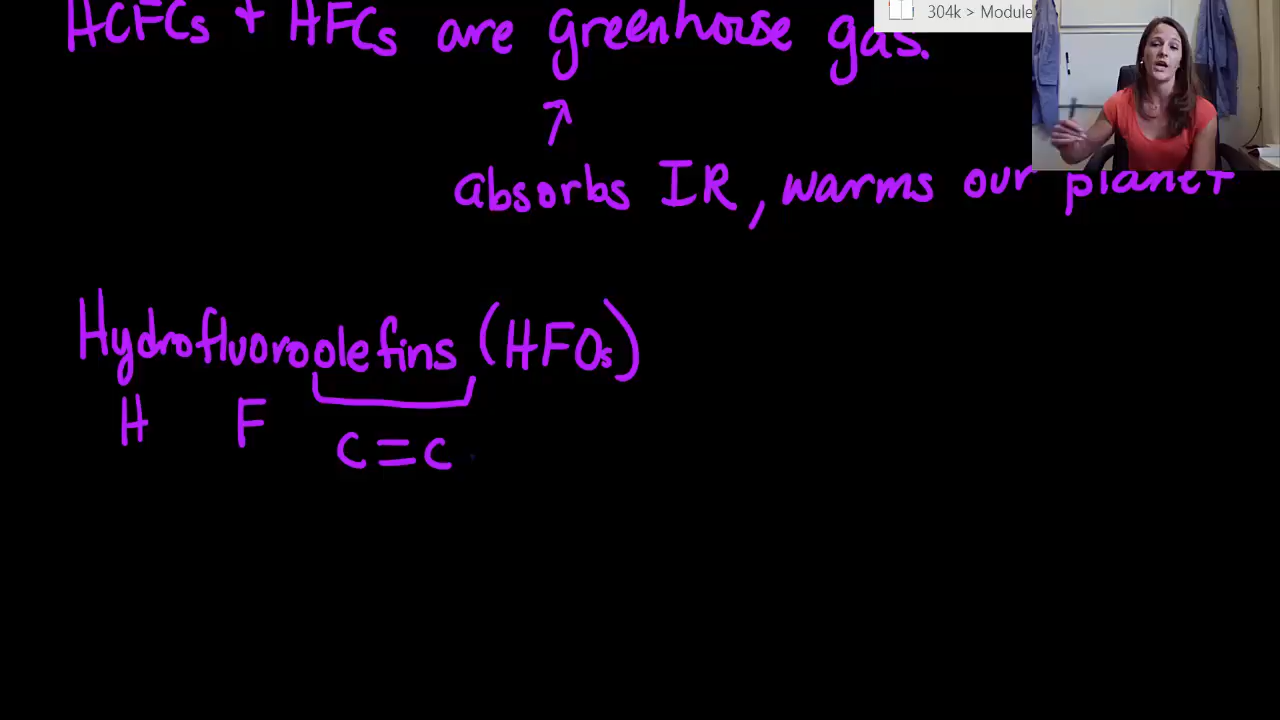 HCFCs + HFCs are greenhouse gas.
304k > Module
↑
absorbs IR, warms our planet
Hydrofluoroolefins (HFOs)
H F C=C